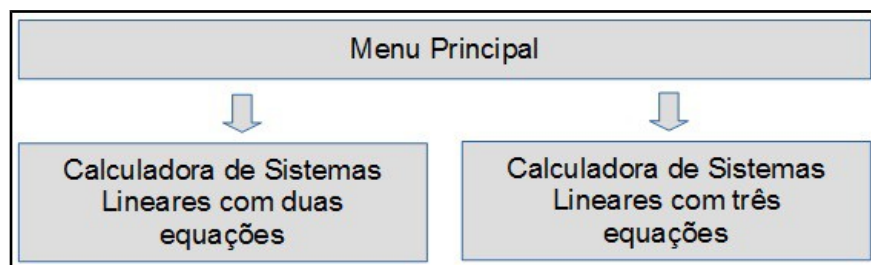 Menu Principal
Calculadora de Sistemas
Lineares com duas
equações
Calculadora de Sistemas
Lineares com três
equações